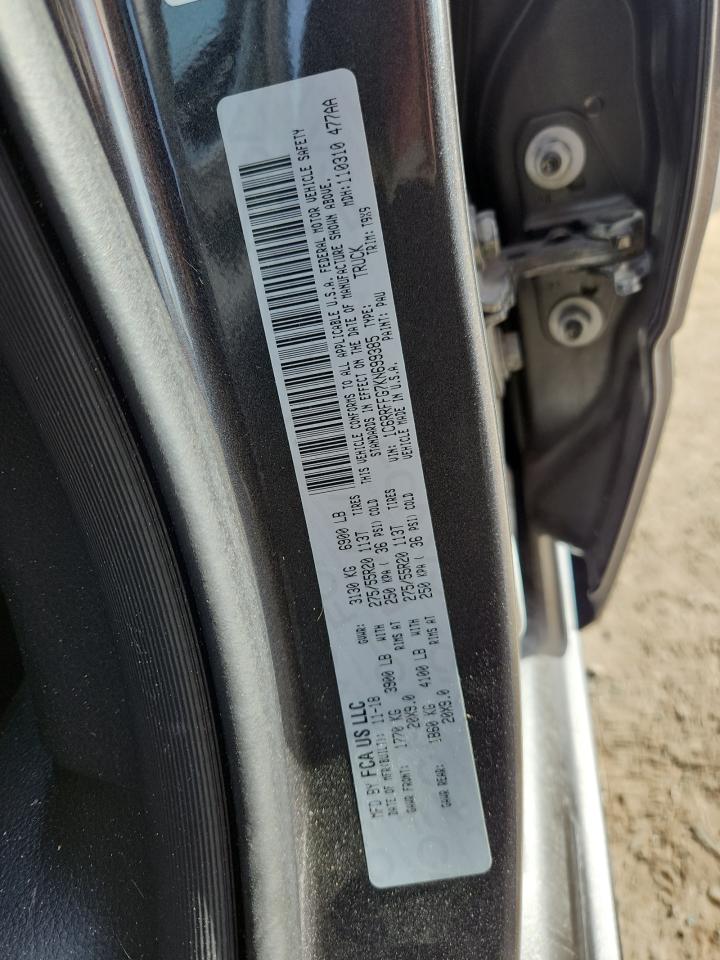 MFD BY FCA US LLC
DATE OF MFR(BUILT): 11-18 GVWR: 3130 KG 6900 LB
GAWR FRONT: 1770 KG 3900 LB WITH 275/55R20 113T TIRES
20X9.0 RIMS AT 250 KPA ( 36 PSI) COLD
GAWR REAR: 1860 KG 4100 LB WITH 275/55R20 113T TIRES
20X9.0 RIMS AT 250 KPA ( 36 PSI) COLD
THIS VEHICLE CONFORMS TO ALL APPLICABLE U.S.A. FEDERAL MOTOR VEHICLE SAFETY
STANDARDS IN EFFECT ON THE DATE OF MANUFACTURE SHOWN ABOVE.
VIN: 1C6RRFFG7KN699385 TYPE: TRUCK MDH: 110310 477AA
VEHICLE MADE IN U.S.A. PAINT: PAU TRIM: T9X9